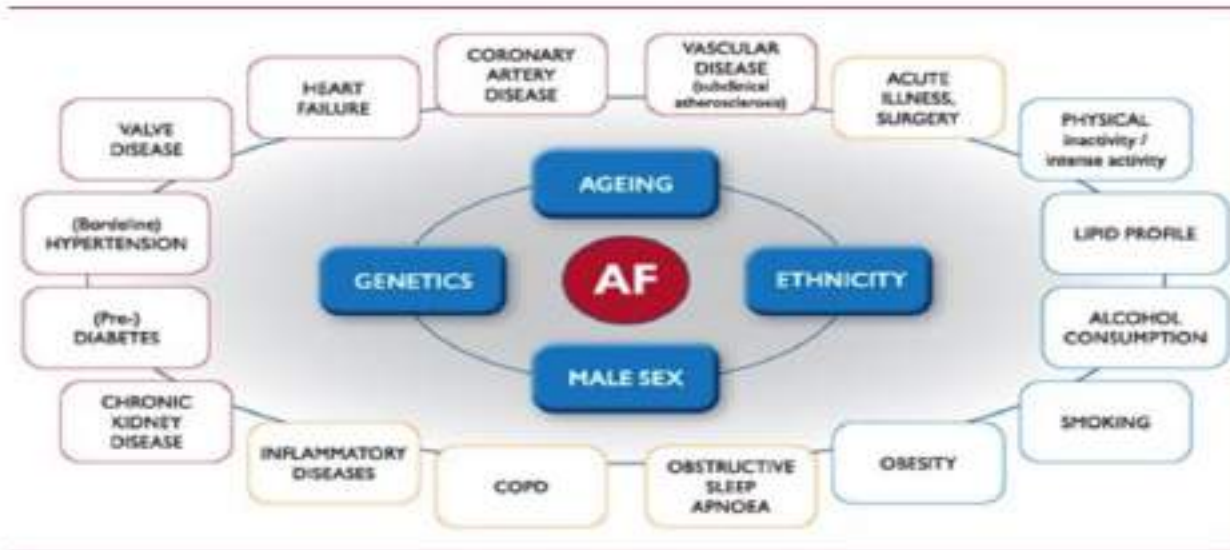 CORONARY
ARTERY
DISEASE
VASCULAR
DISEASE
(subclinical
atherosclerosis)
ACUTE
ILLNESS,
SURGERY
PHYSICAL
inactivity /
intense activity
LIPID PROFILE
ALCOHOL
CONSUMPTION
SMOKING
OBESITY
OBSTRUCTIVE
SLEEP
APNOEA
COPD
INFLAMMATORY
DISEASES
CHRONIC
KIDNEY
DISEASE
(Pre-)
DIABETES
(Borderline)
HYPERTENSION
VALVE
DISEASE
HEART
FAILURE
AGEING
GENETICS
AF
ETHNICITY
MALE SEX